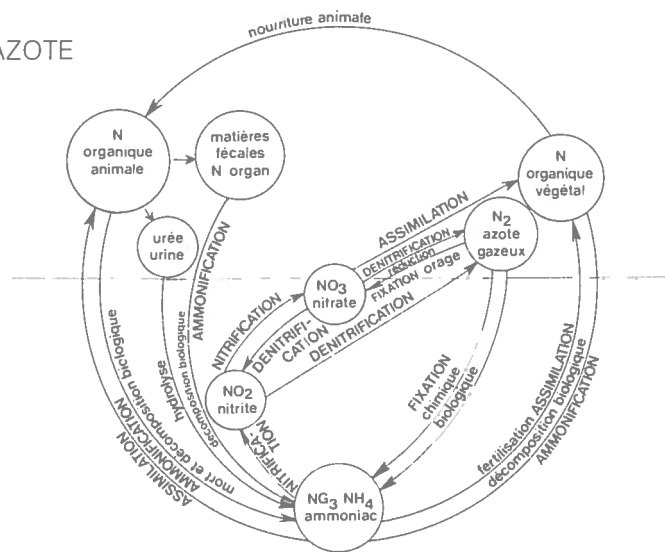 AZOTE
nourriture animale
N
organique
animale
matières
fécales
N organ
urée
urine
N
organique
végétal
N2
azote
gazeux
NO3
nitrate
NO2
nitrite
NG3 NH4
ammoniac
ASSIMILATION
DENITRIFICATION
réduction
FIXATION orage
DENITRIFICATION
NITRIFICATION
DENITRIFI-
CATION
NITRIFICA-
TION
AMMONIFICATION
décomposition biologique
hydrolyse
mort et décomposition biologique
AMMONIFICATION
ASSIMILATION
FIXATION
chimique
biologique
fertilisation ASSIMILATION
décomposition biologique
AMMONIFICATION